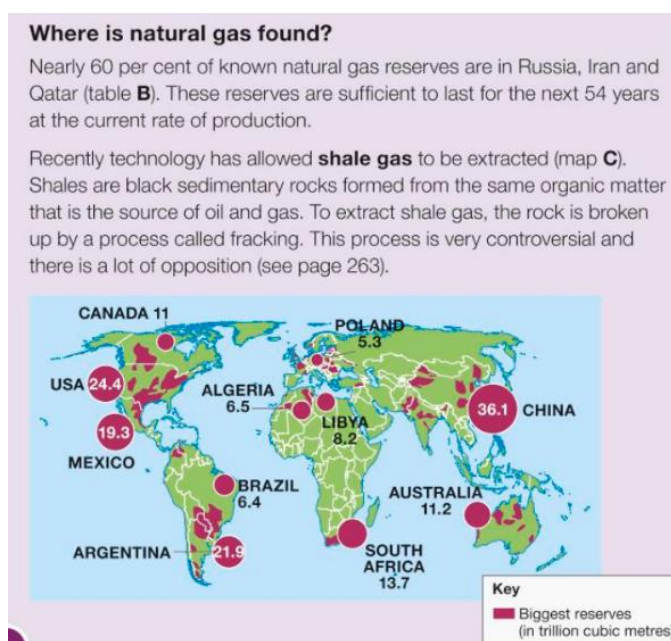 Where is natural gas found?
Nearly 60 per cent of known natural gas reserves are in Russia, Iran and
Qatar (table B). These reserves are sufficient to last for the next 54 years
at the current rate of production.
Recently technology has allowed shale gas to be extracted (map C).
Shales are black sedimentary rocks formed from the same organic matter
that is the source of oil and gas. To extract shale gas, the rock is broken
up by a process called fracking. This process is very controversial and
there is a lot of opposition (see page 263).
CANADA 11
POLAND
5.3
USA 24.4
ALGERIA
6.5
LIBYA
8.2
36.1 CHINA
19.3
MEXICO
BRAZIL
6.4
AUSTRALIA
11.2
ARGENTINA 21.9
SOUTH
AFRICA
13.7
Key
Biggest reserves
(in trillion cubic metres